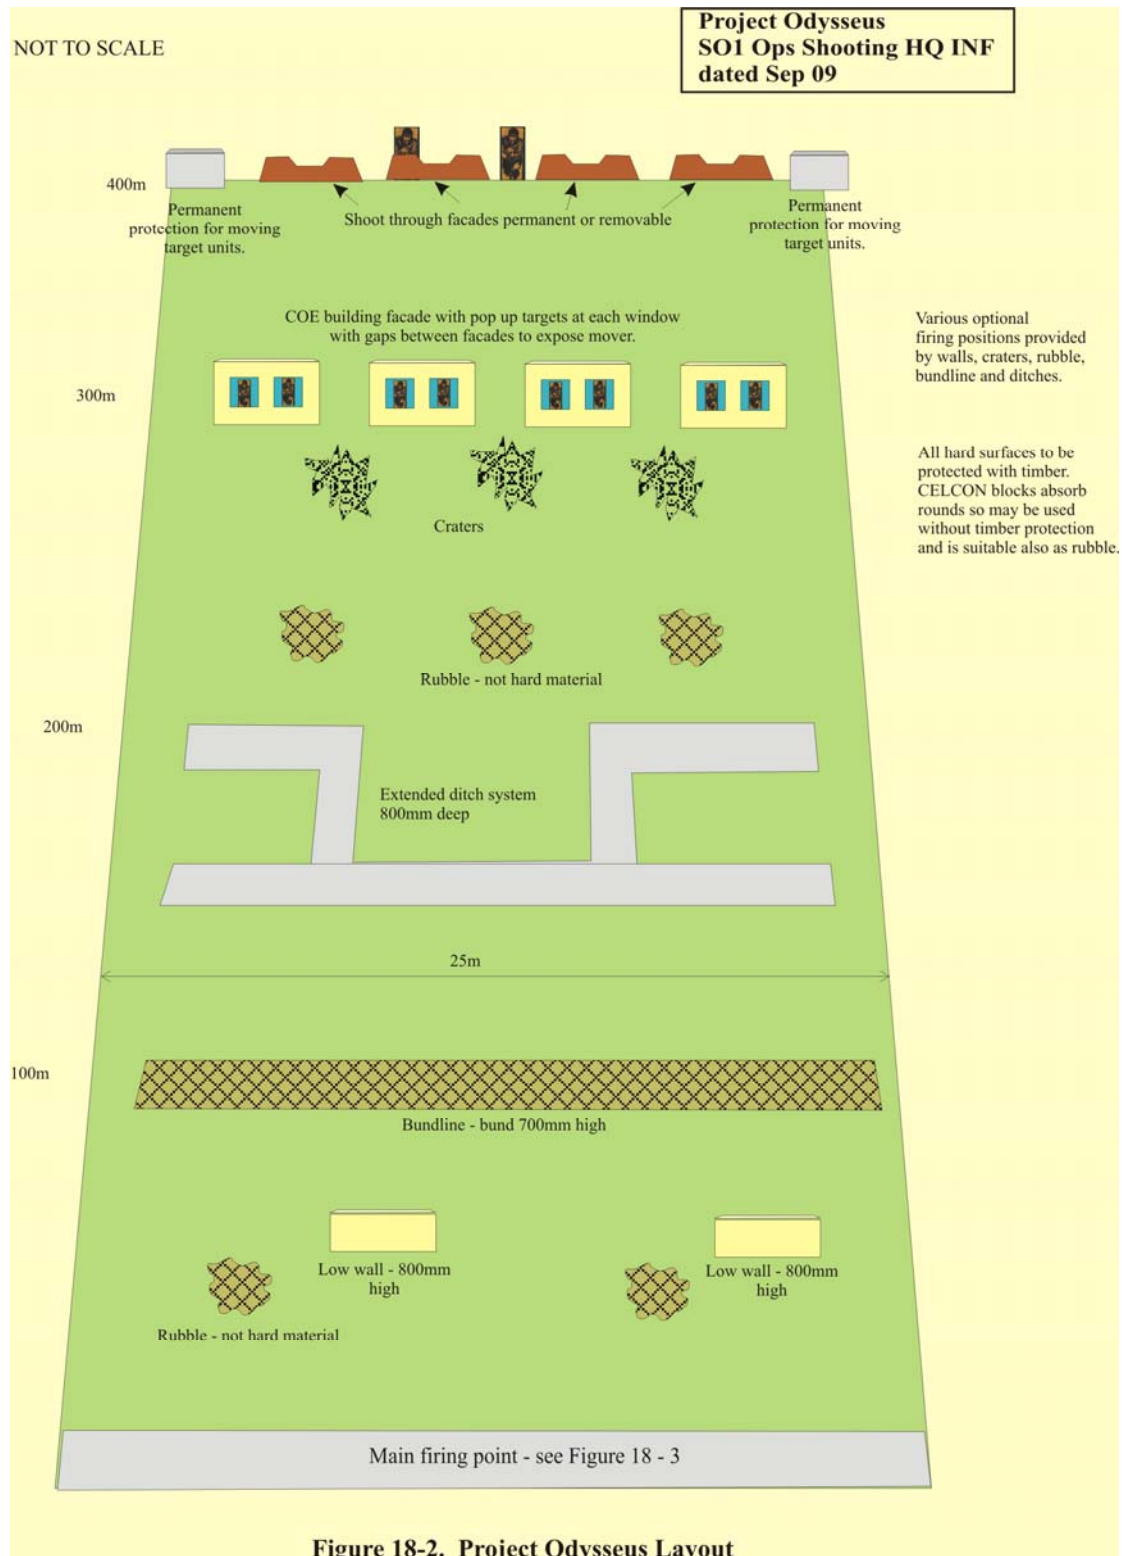 NOT TO SCALE
Project Odysseus
SO1 Ops Shooting HQ INF
dated Sep 09
400m
Permanent
protection for moving
target units.
Shoot through facades permanent or removable
Permanent
protection for moving
target units.
COE building facade with pop up targets at each window
with gaps between facades to expose mover.
Various optional
firing positions provided
by walls, craters, rubble,
bundline and ditches.
300m
All hard surfaces to be
protected with timber.
CELCON blocks absorb
rounds so may be used
without timber protection
and is suitable also as rubble.
Craters
Rubble - not hard material
200m
Extended ditch system
800mm deep
25m
100m
Bundline - bund 700mm high
Low wall - 800mm
high
Low wall - 800mm
high
Rubble - not hard material
Main firing point - see Figure 18 - 3
Figure 18-2. Project Odysseus Layout